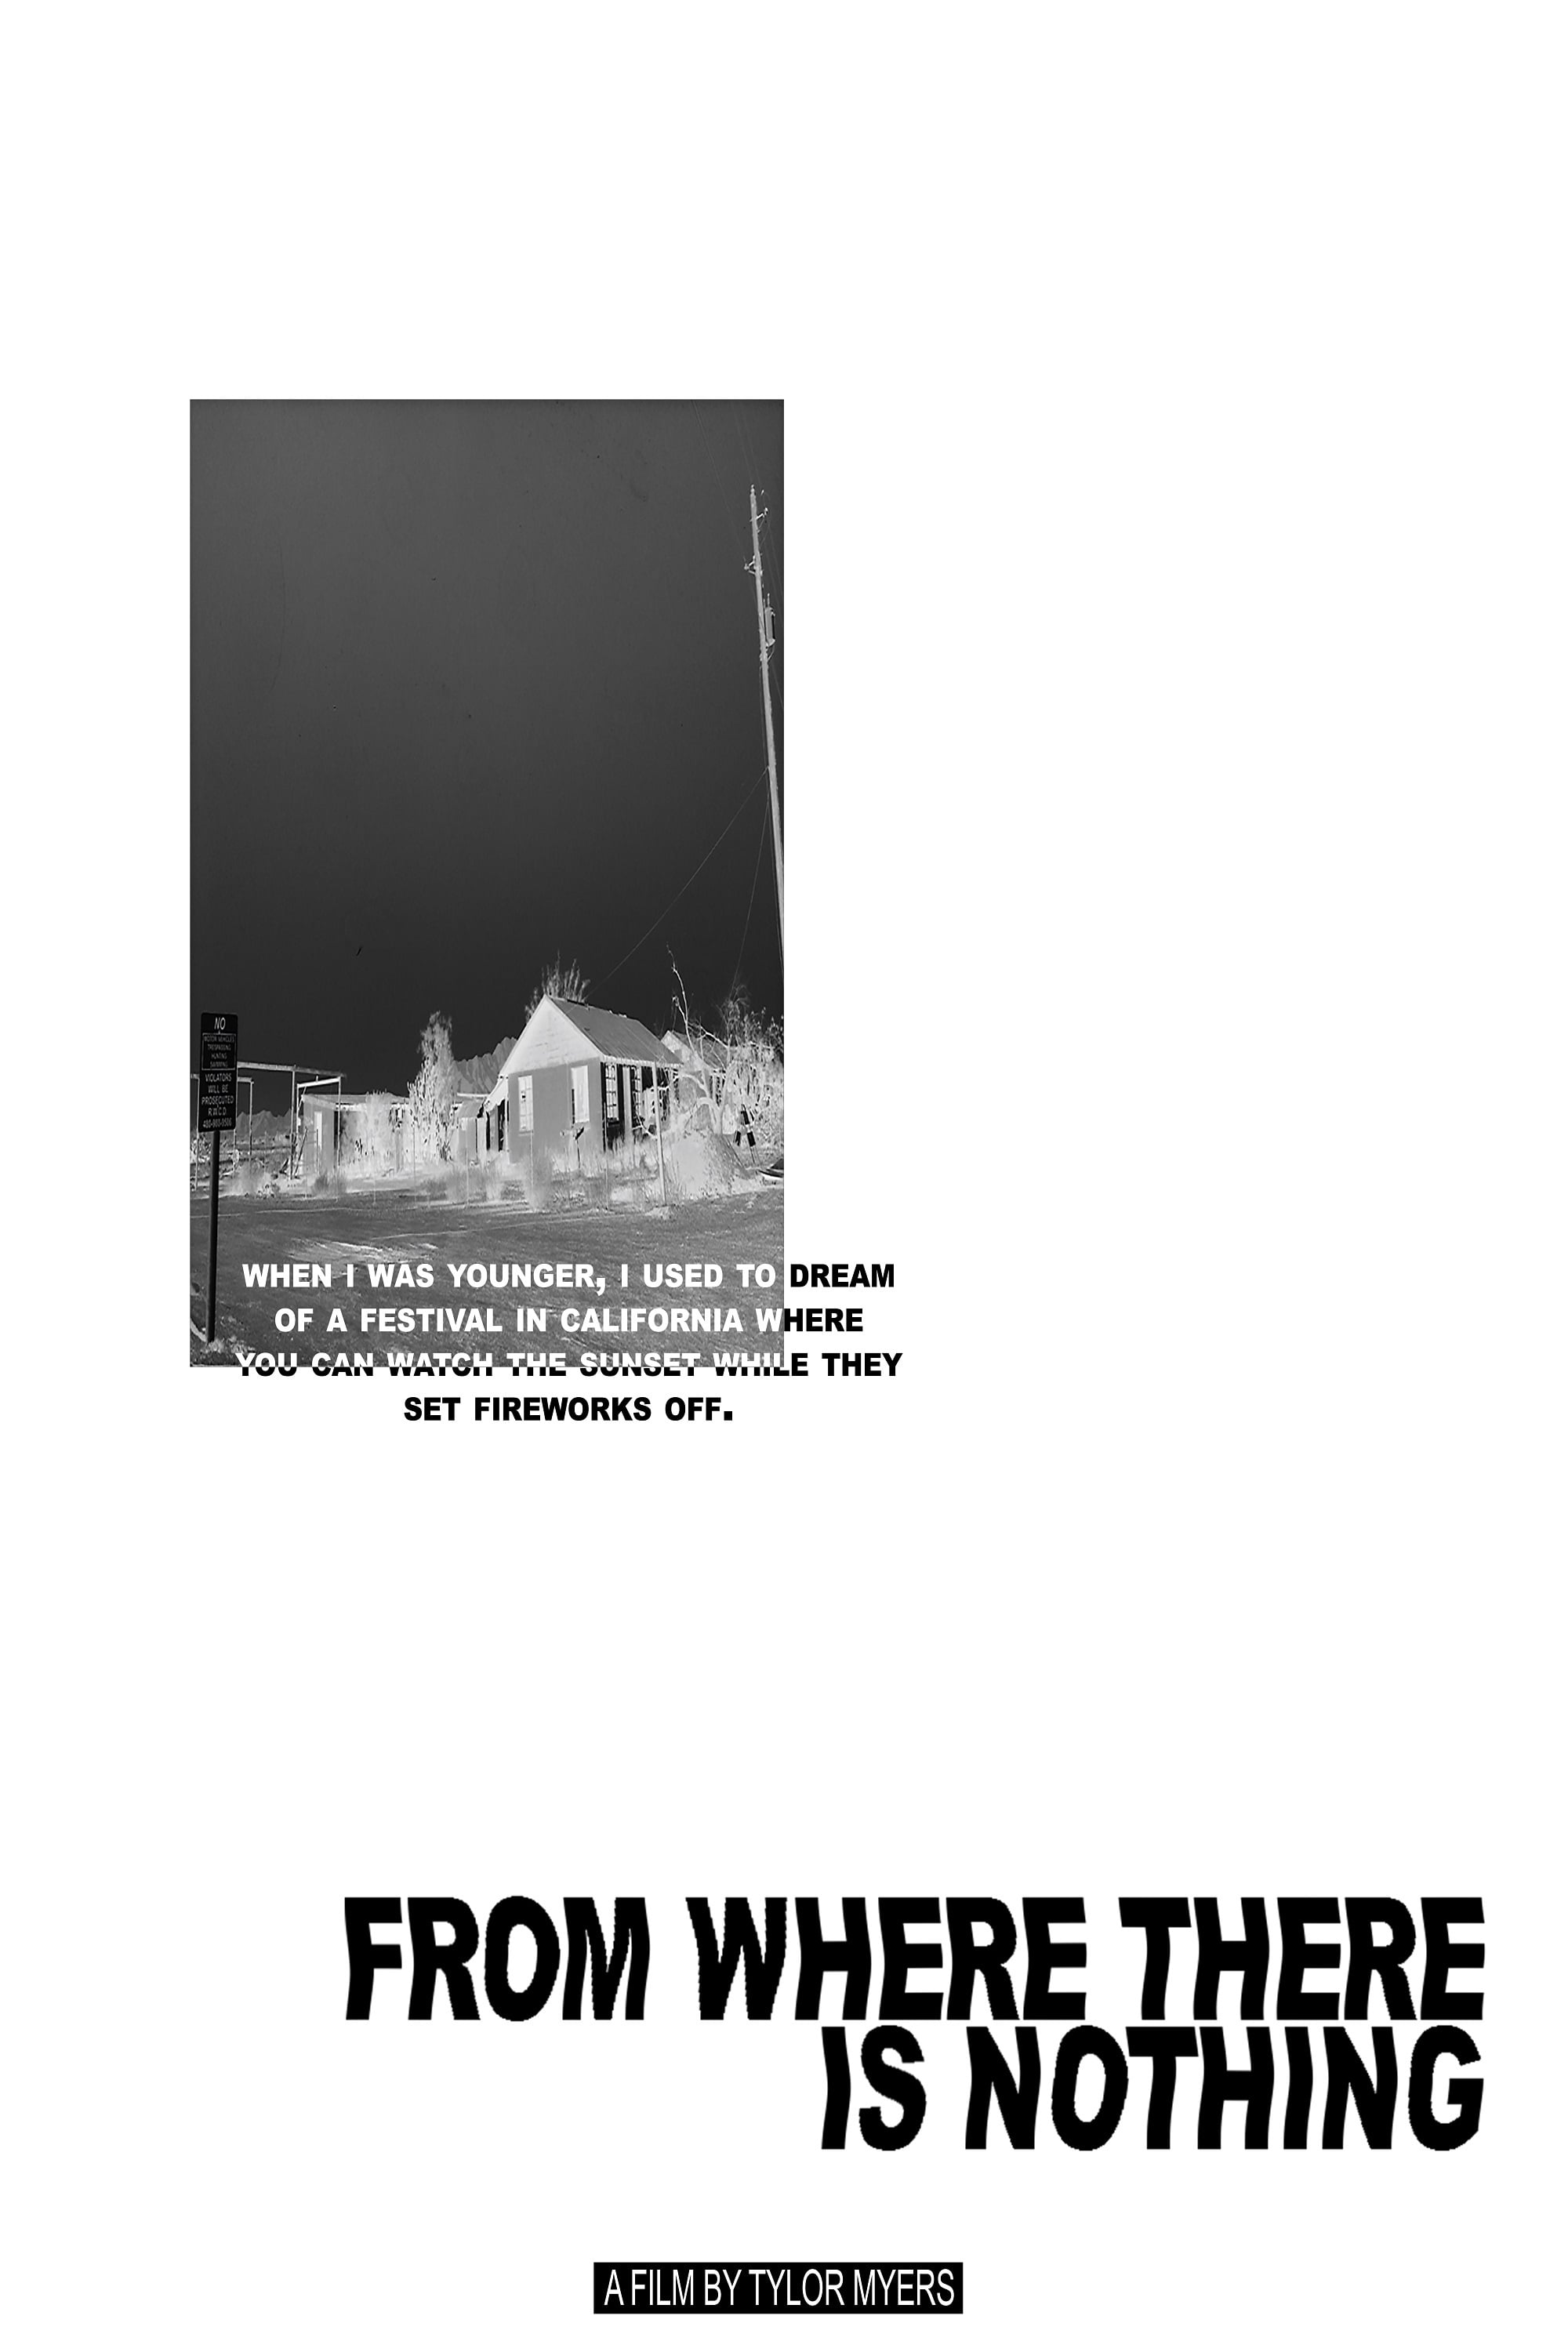 NO
MOTOR VEHICLES
TRESPASSING
HUNTING
SWIMMING
VIOLATORS
WILL BE
PROSECUTED
R.W.C.D.
WHEN I WAS YOUNGER, I USED TO DREAM
OF A FESTIVAL IN CALIFORNIA WHERE
YOU CAN WATCH THE SUNSET WHILE THEY
SET FIREWORKS OFF.
FROM WHERE THERE
IS NOTHING
A FILM BY TYLOR MYERS